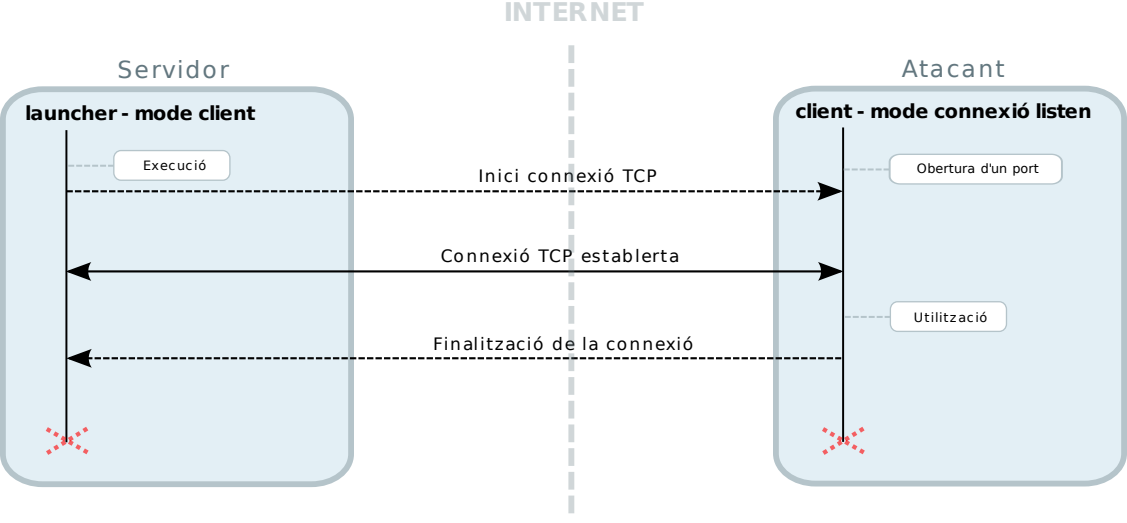 INTERNET
Servidor
Atacant
launcher - mode client
client - mode connexió listen
Execució
Obertura d'un port
Inici connexió TCP
Connexió TCP establerta
Utilització
Finalització de la connexió